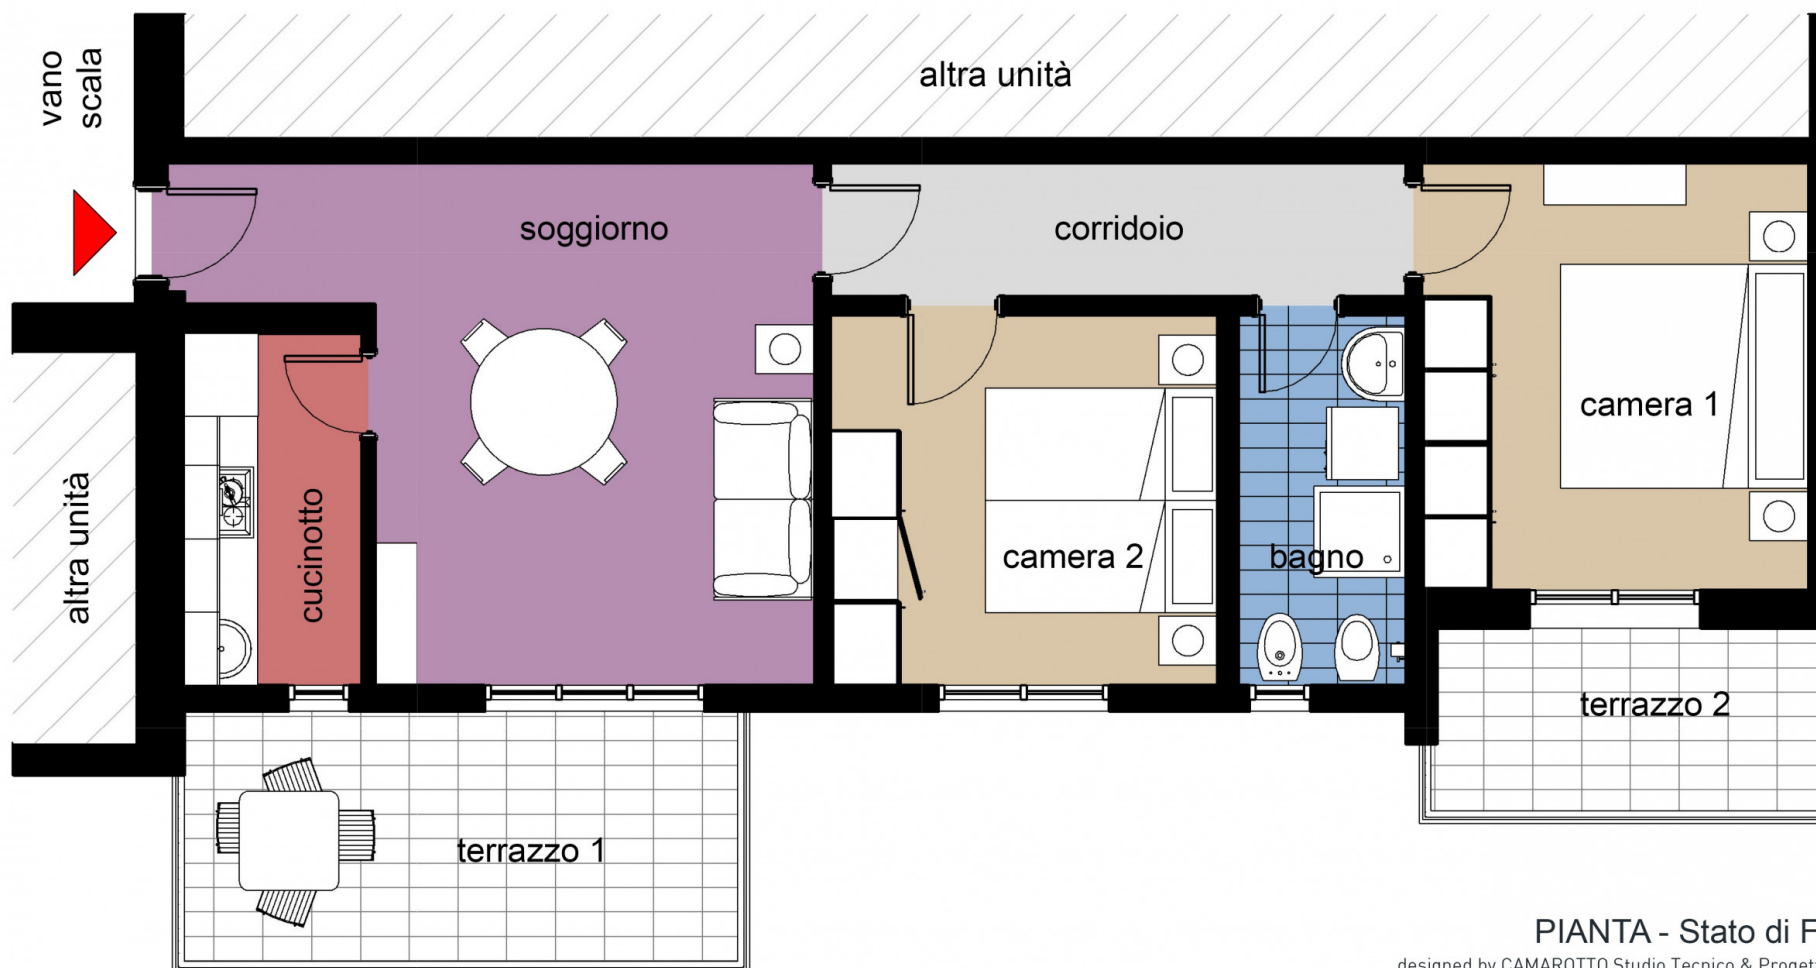 vano
scala
altra unità
soggiorno
corridoio
camera 1
cucinotto
altra unità
camera 2
bagno
terrazzo 2
terrazzo 1
PIANTA - Stato di F
designed by CAMAROTTO Studio Tecnico & Proget